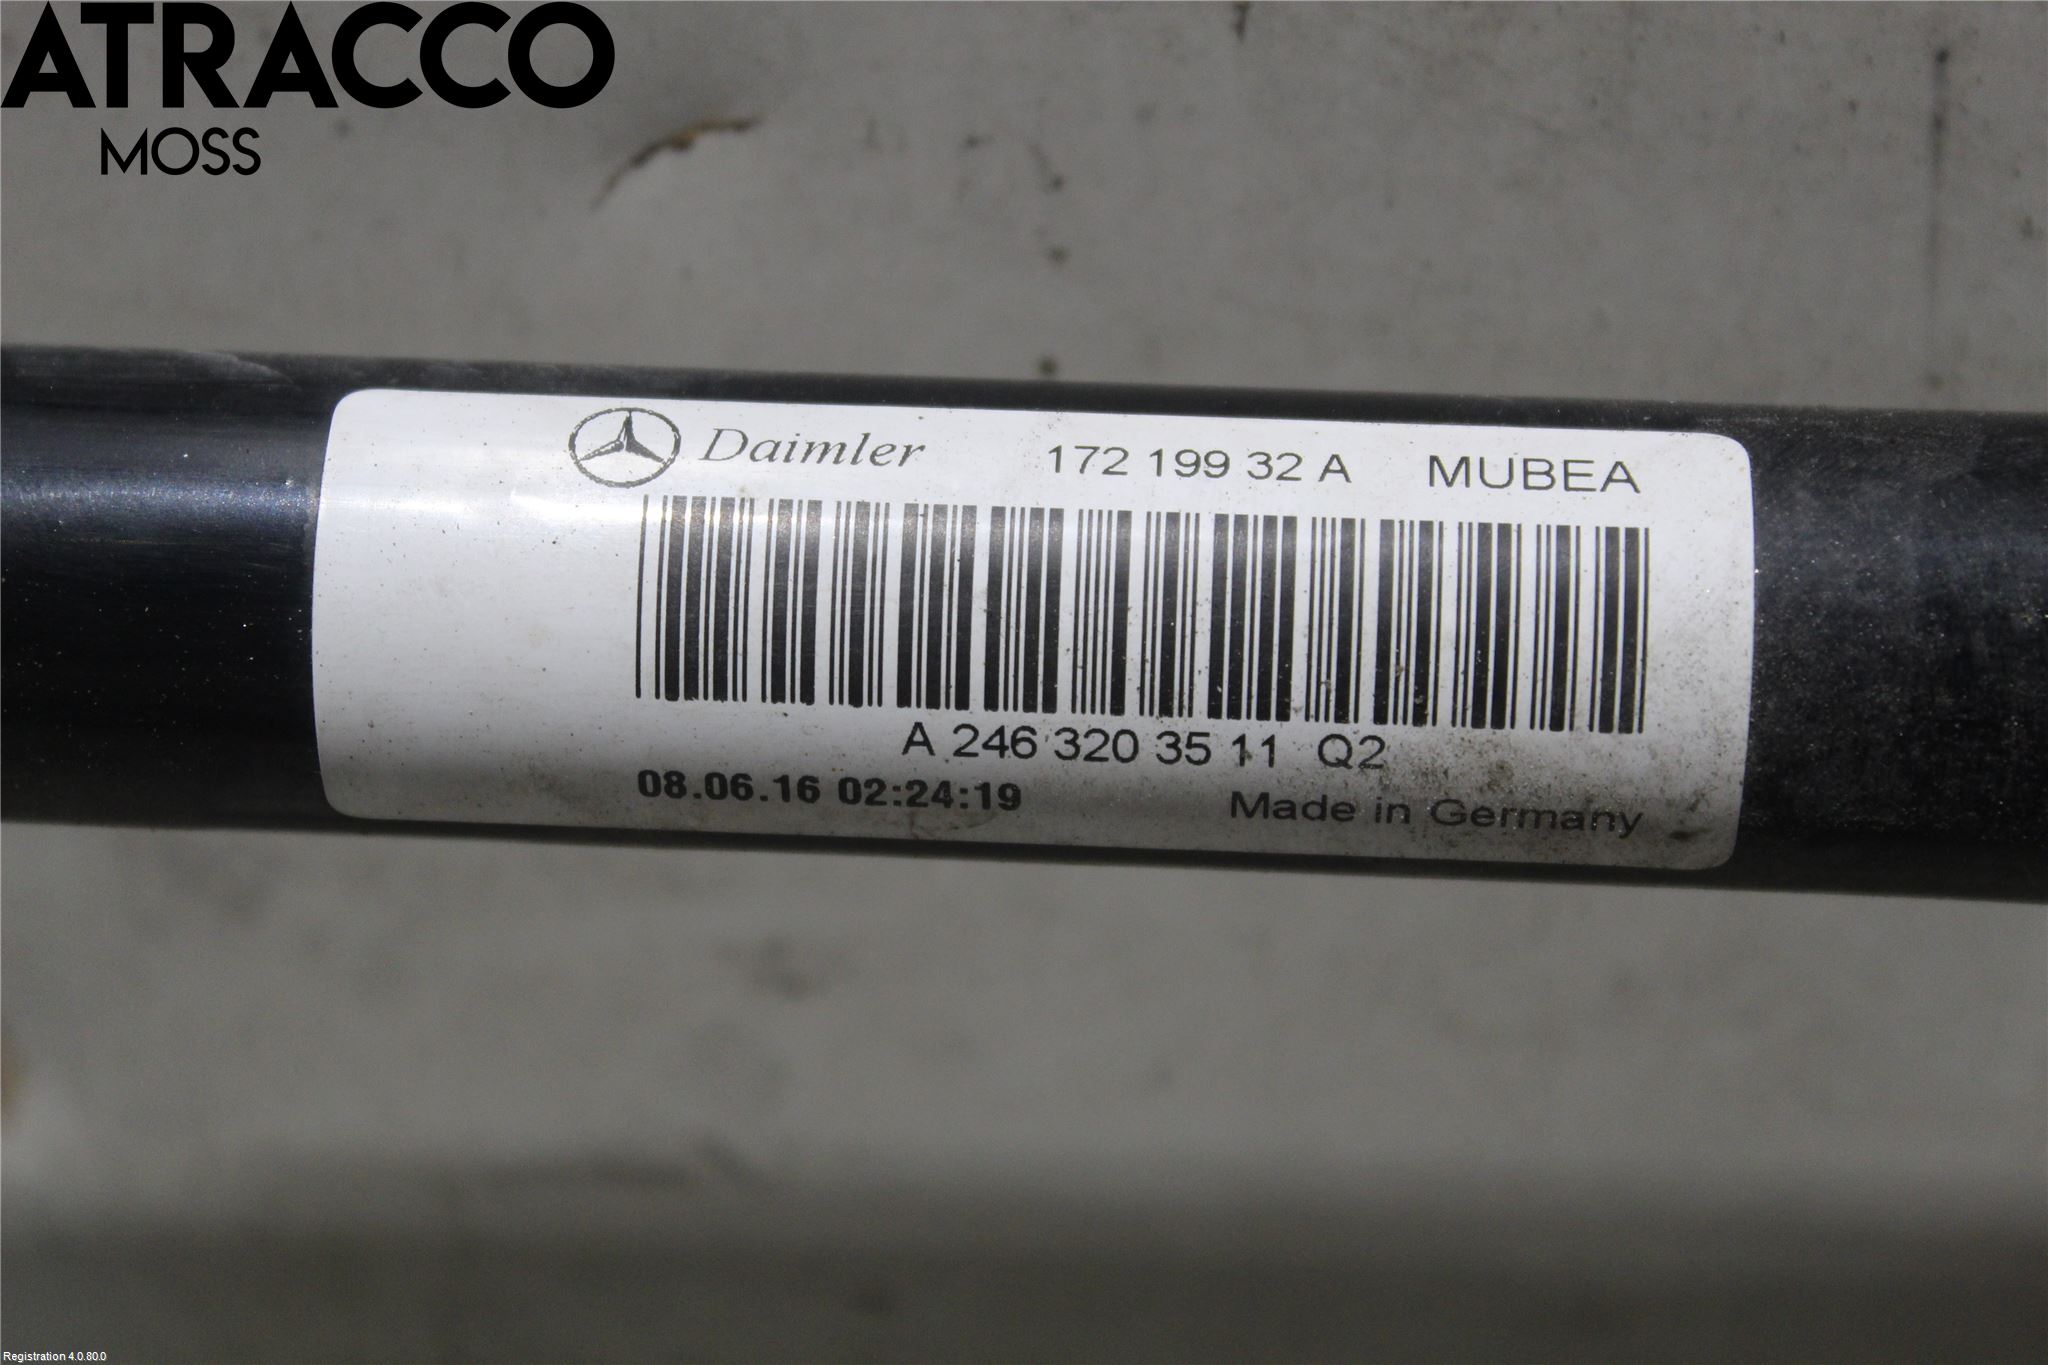 ATRACCO
MOSS
Daimler 172 199 32 A MUBEA
A 246 320 35 11 Q2
08.06.16 02:24:19 Made in Germany
Registration 4.0.80.0